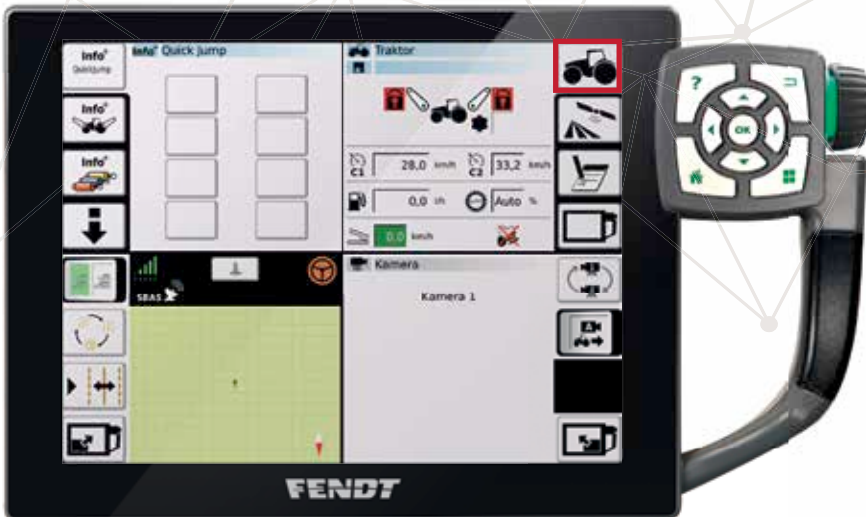 Info+
Quickjump
Info+ Quick Jump
Traktor
Info+
Info+
C1 28,0 km/h C2 33,2 km/h
0,0 l/h Auto %
0,0 km/h
SBAS
Kamera
Kamera 1
?
OK
FENDT